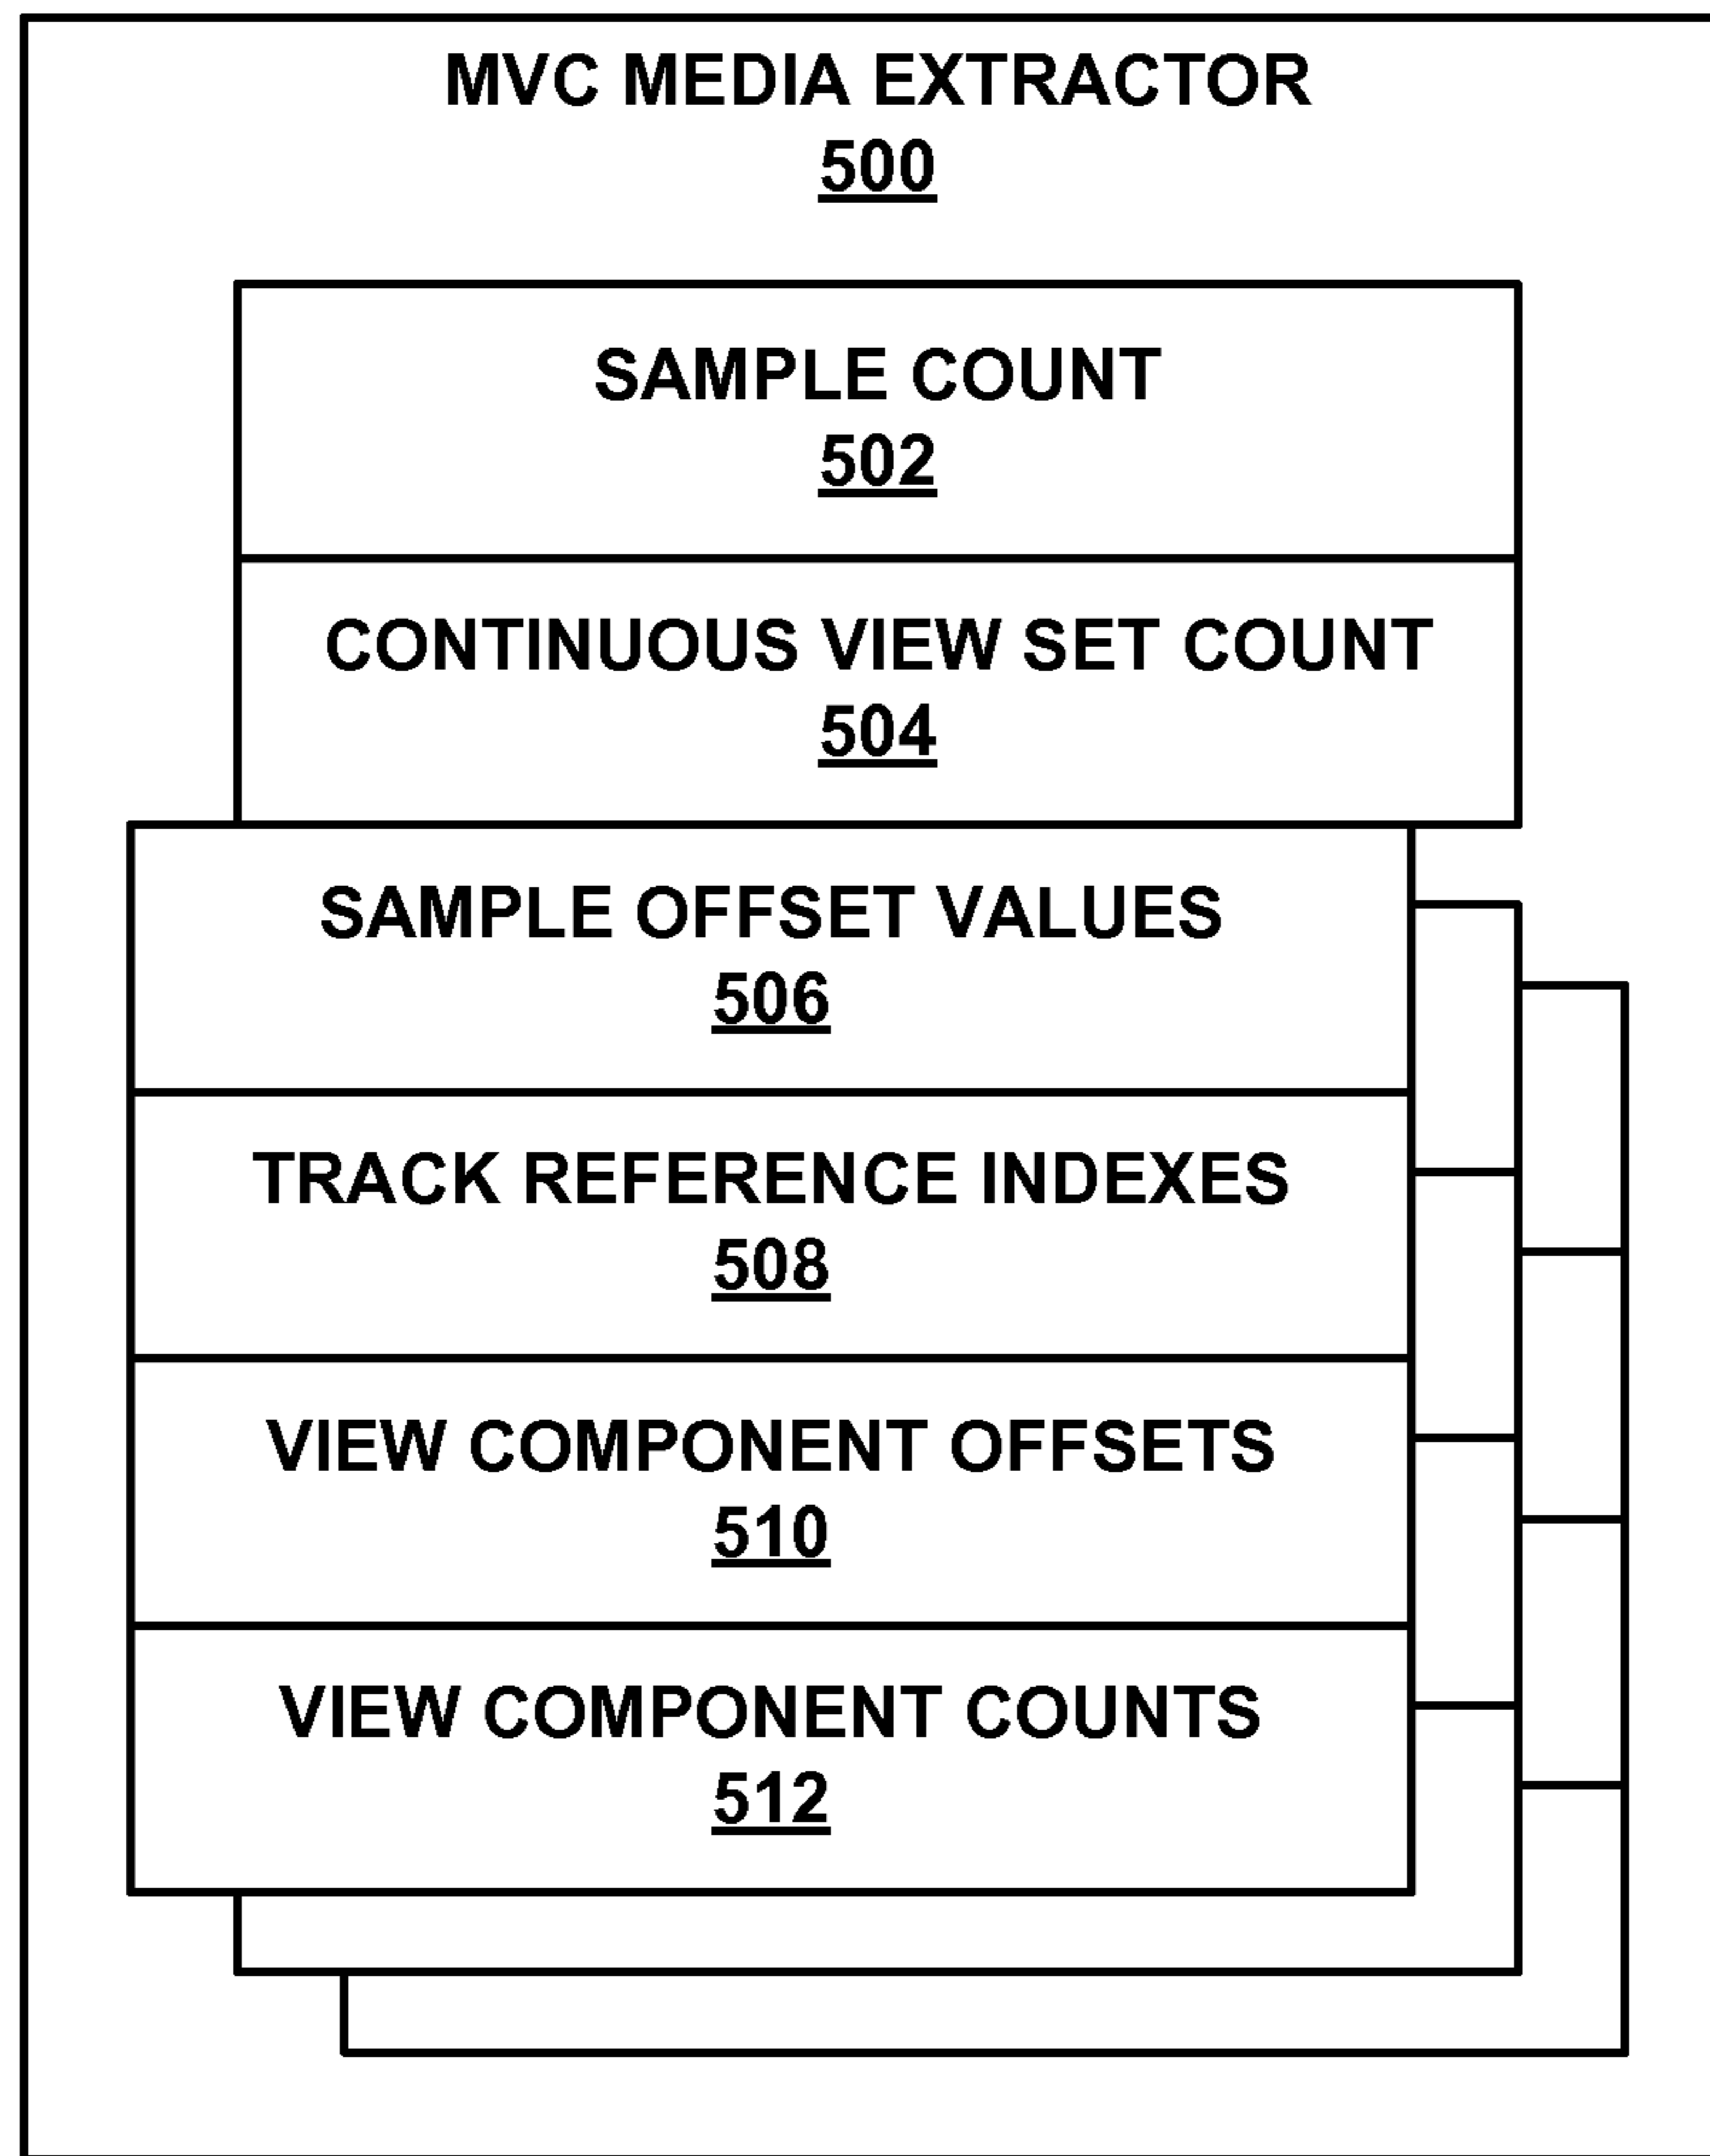 MVC MEDIA EXTRACTOR
500
SAMPLE COUNT
502
CONTINUOUS VIEW SET COUNT
504
SAMPLE OFFSET VALUES
506
TRACK REFERENCE INDEXES
508
VIEW COMPONENT OFFSETS
510
VIEW COMPONENT COUNTS
512